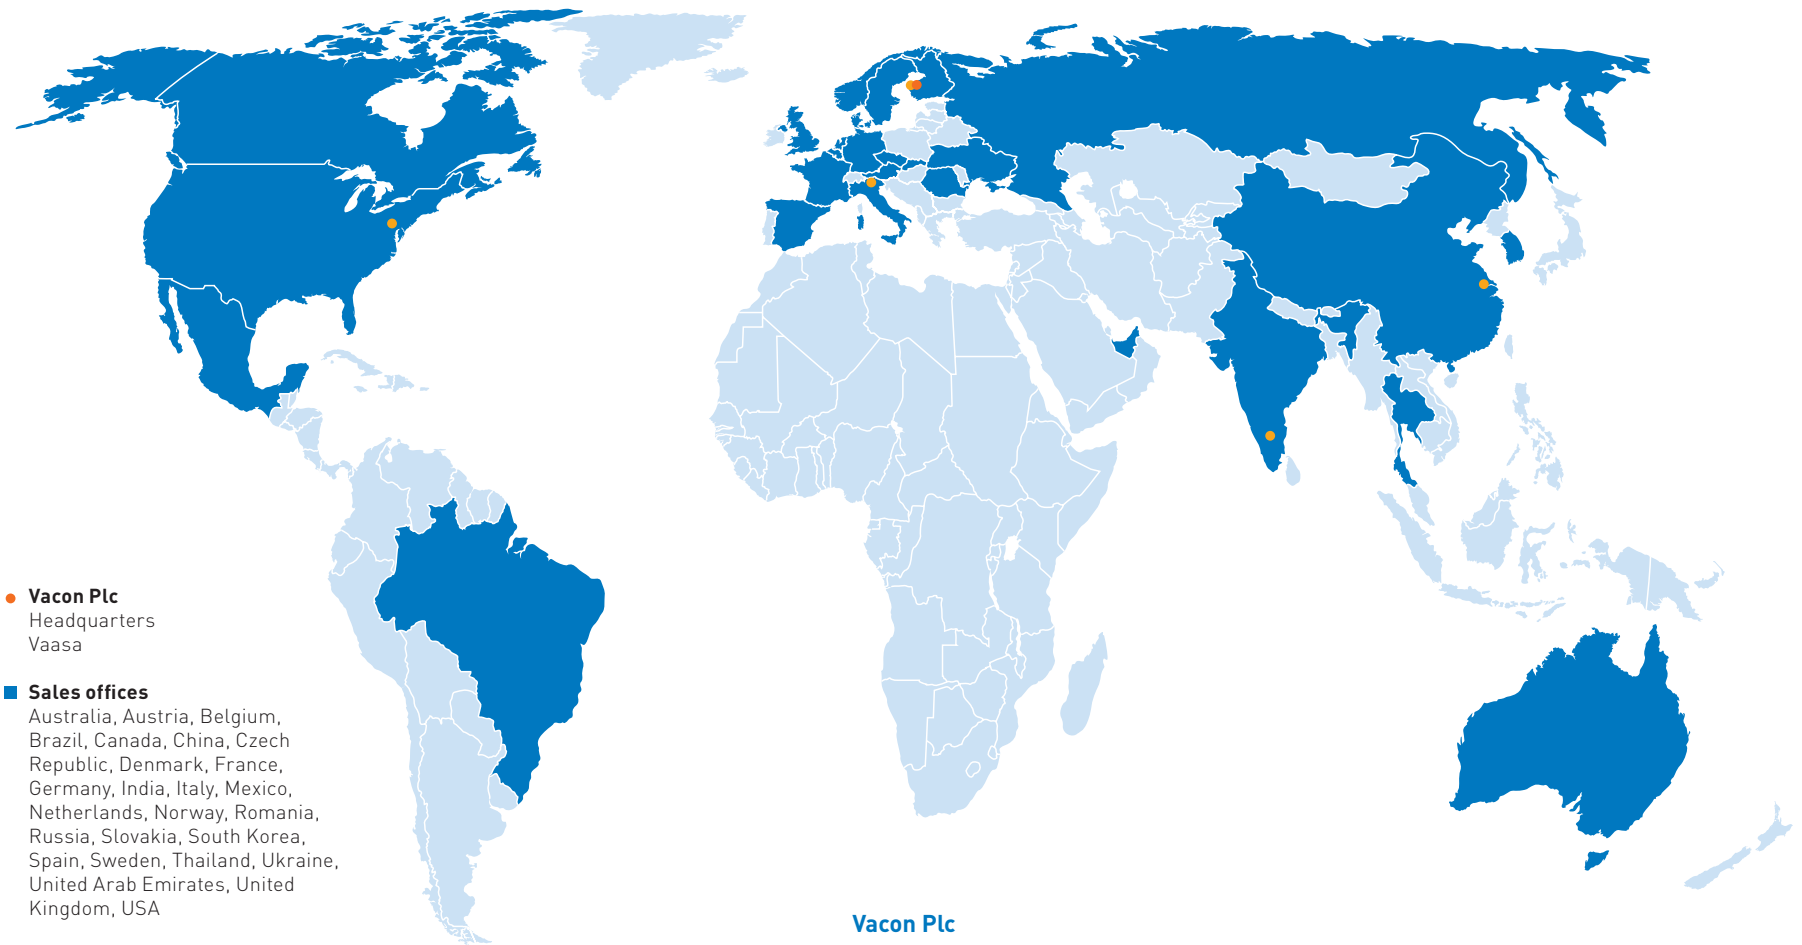 Vacon Plc
Headquarters
Vaasa
Sales offices
Australia, Austria, Belgium,
Brazil, Canada, China, Czech
Republic, Denmark, France,
Germany, India, Italy, Mexico,
Netherlands, Norway, Romania,
Russia, Slovakia, South Korea,
Spain, Sweden, Thailand, Ukraine,
United Arab Emirates, United
Kingdom, USA
Vacon Plc